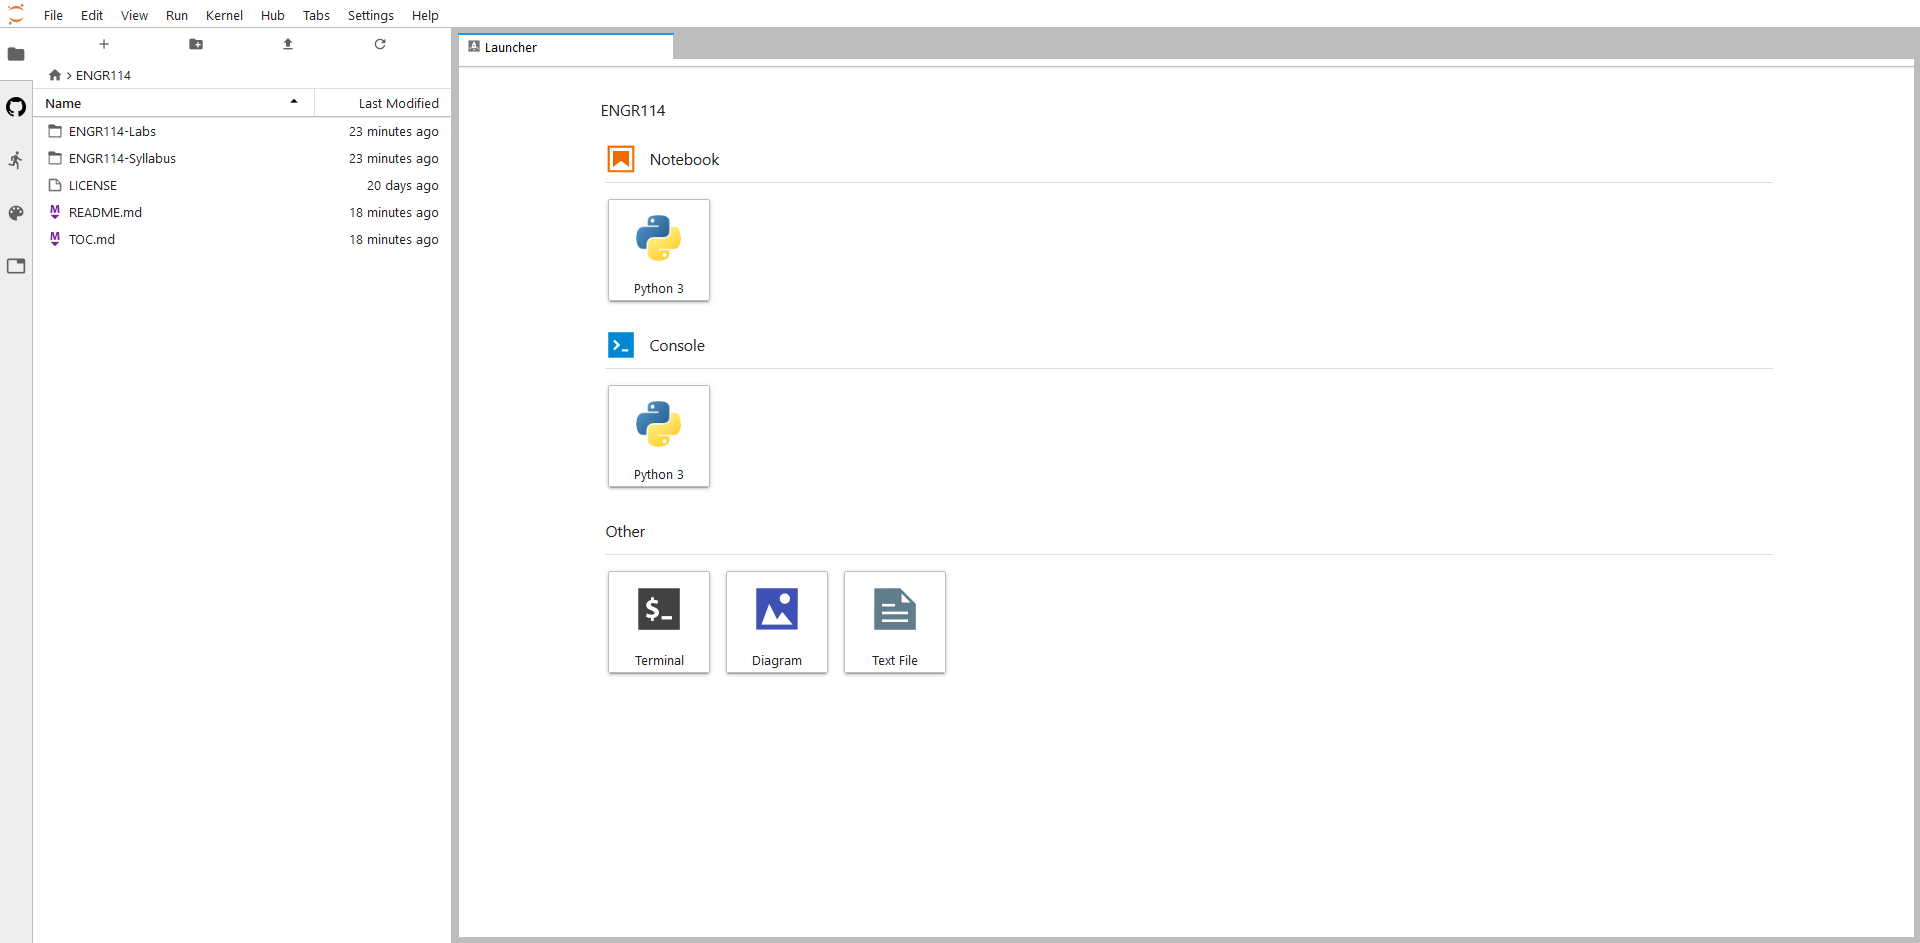 File Edit View Run Kernel Hub Tabs Settings Help
ENGR114
Name Last Modified
ENGR114-Labs 23 minutes ago
ENGR114-Syllabus 23 minutes ago
LICENSE 20 days ago
README.md 18 minutes ago
TOC.md 18 minutes ago
Launcher
ENGR114
Notebook
Python 3
Console
Python 3
Other
Terminal Diagram Text File